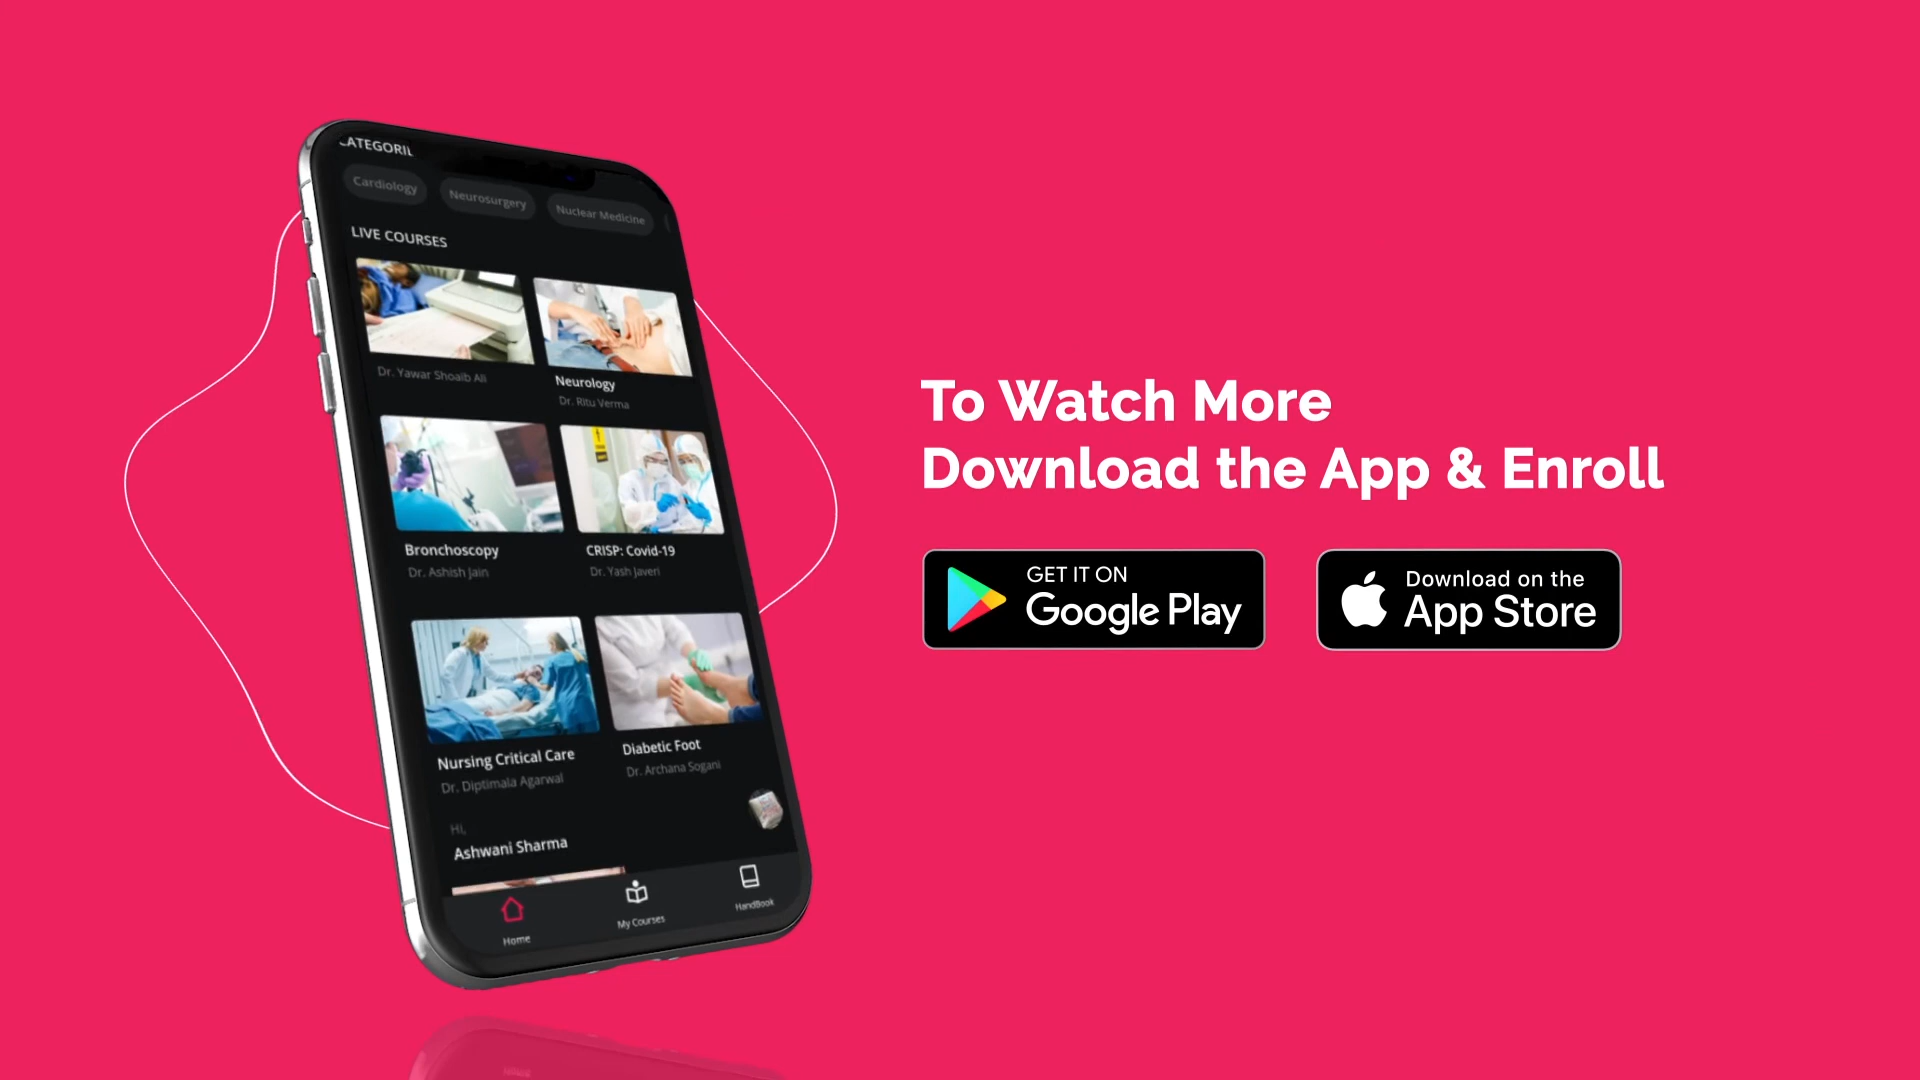 CATEGORI
Cardiology
Neurosurgery
Nuclear Medicine
LIVE COURSES
Dr. Yawar Shoaib Ali
Neurology
Dr. Ritu Verma
Bronchoscopy
Dr. Ashish Jain
CRISP: Covid-19
Dr. Yash Javeri
Nursing Critical Care
Dr. Diptimala Agarwal
Diabetic Foot
Dr. Archana Sogani
Hi,
Ashwani Sharma
Home
My Courses
HandBook
To Watch More
Download the App & Enroll
GET IT ON
Google Play
Download on the
App Store